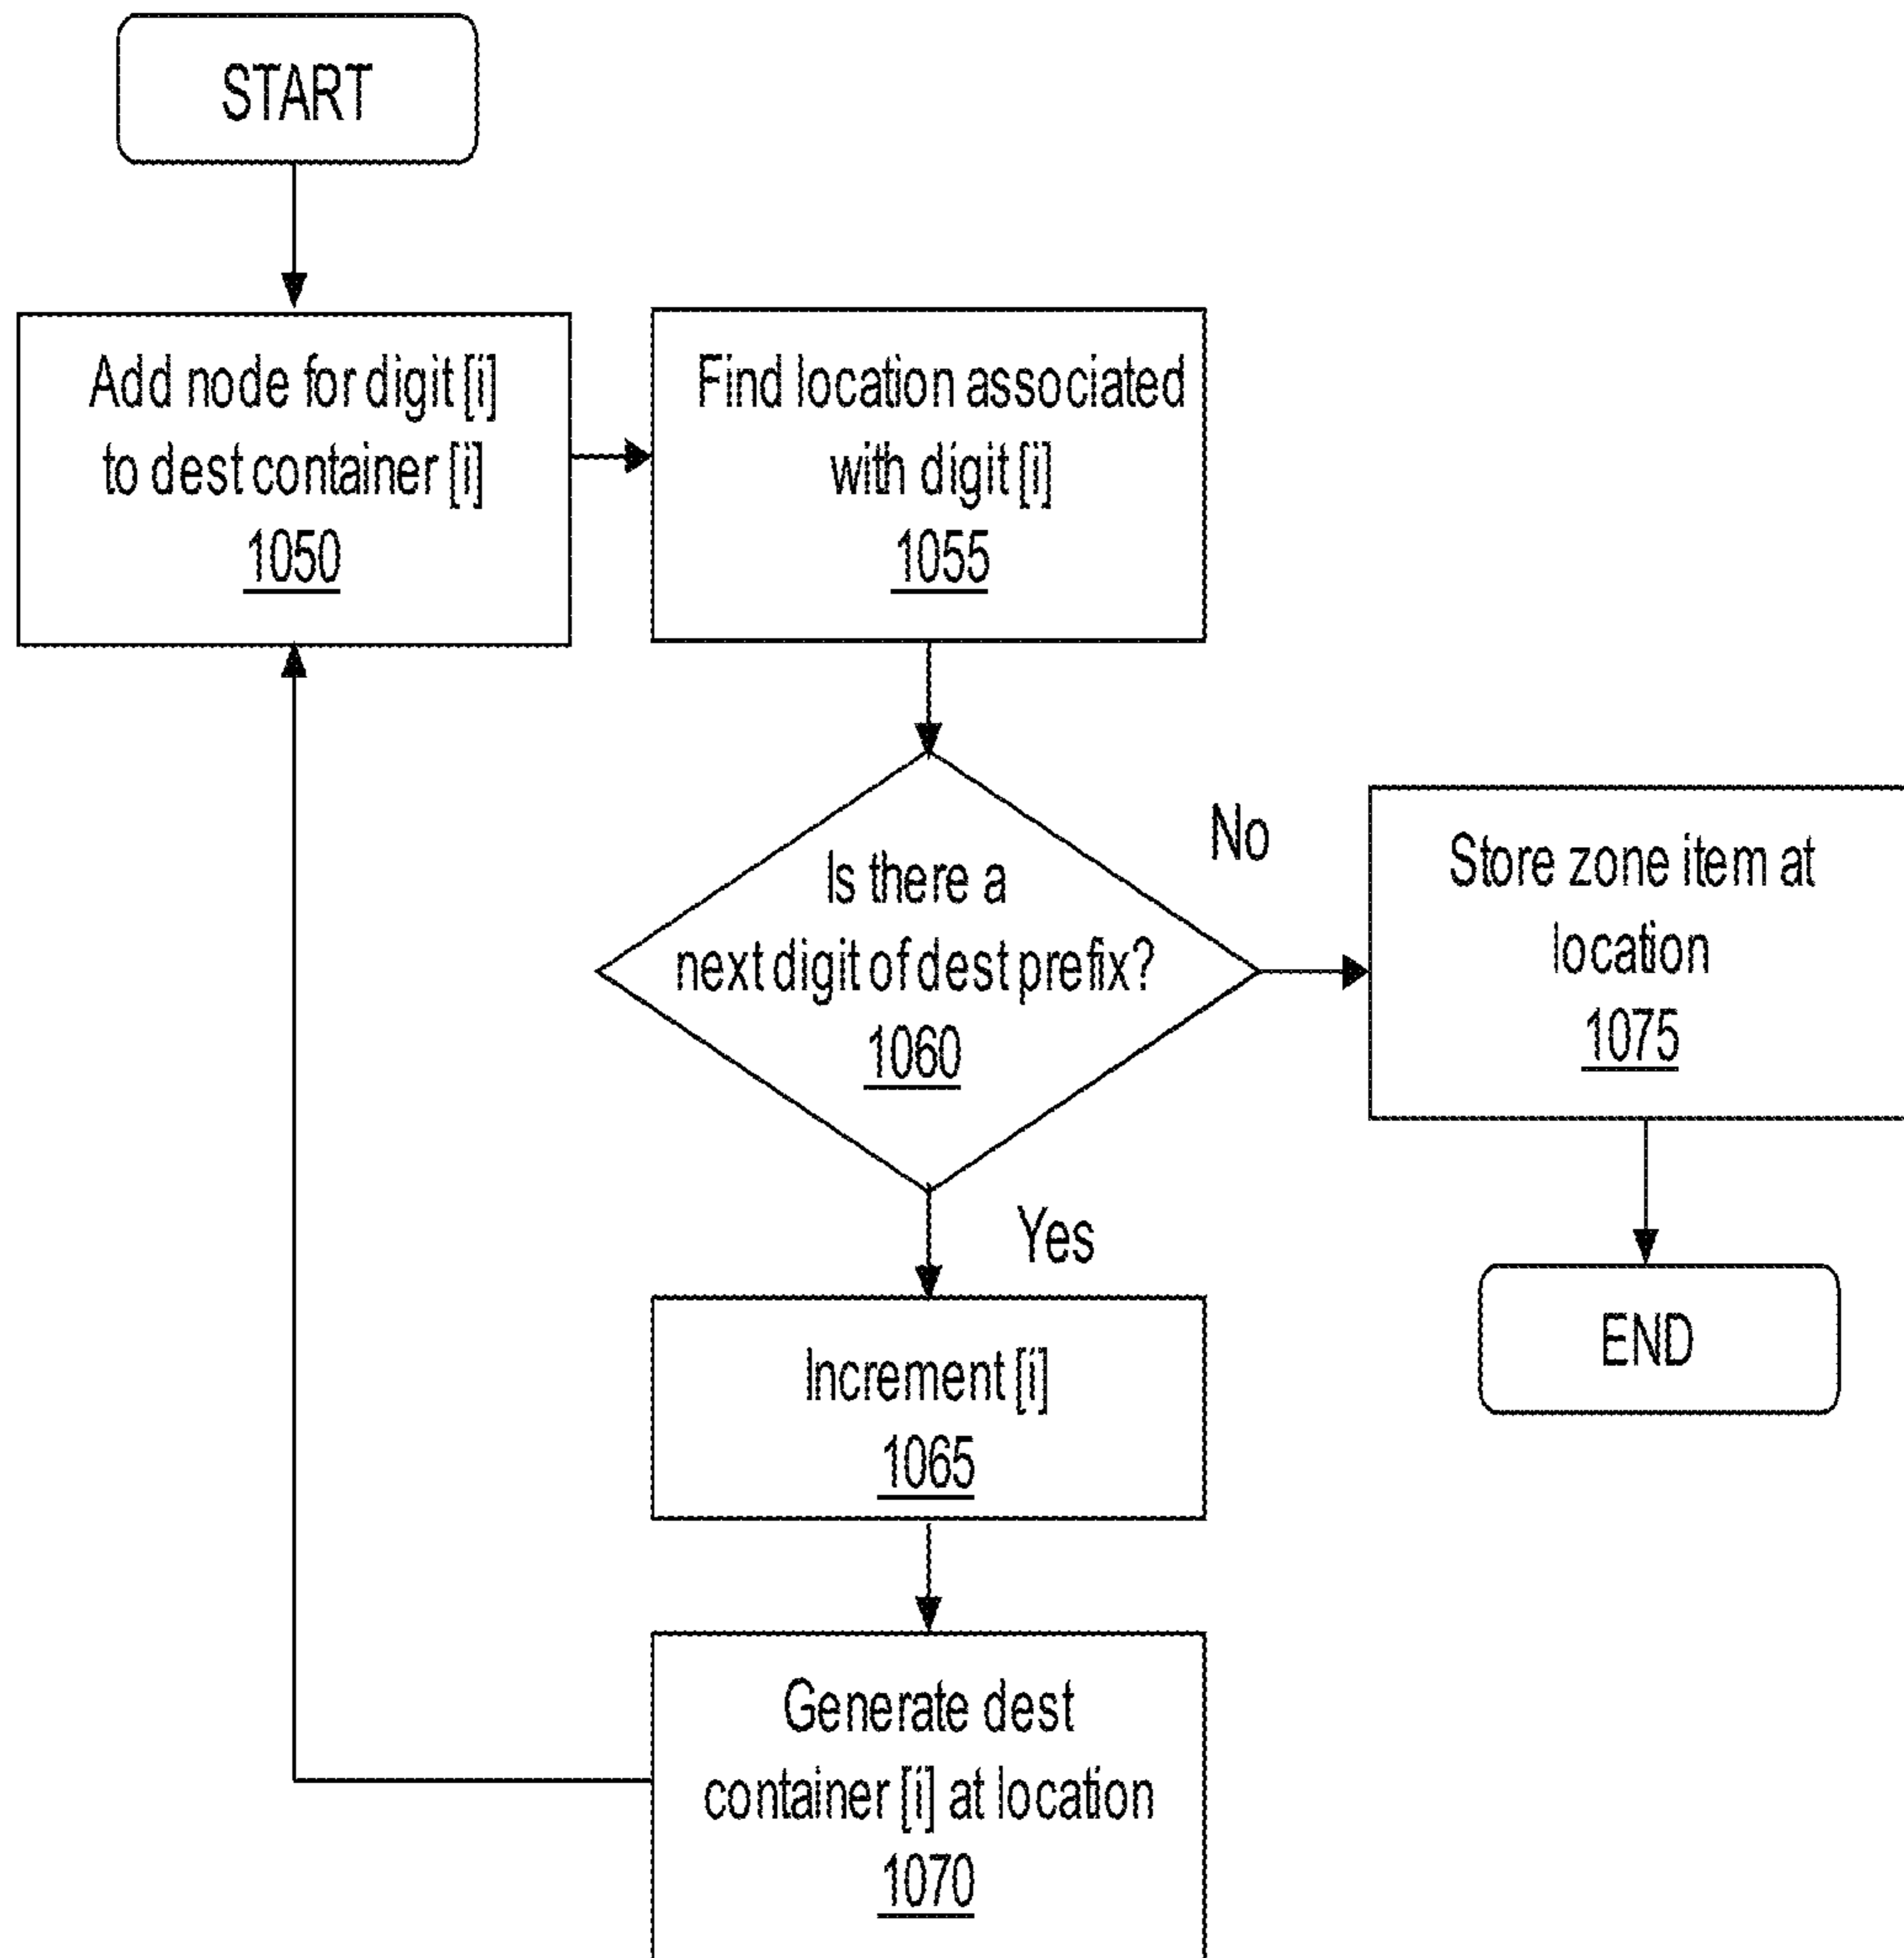 START
Add node for digit [i]
to dest container [i]
1050
Find location associated
with digit [i]
1055
Is there a
next digit of dest prefix?
1060
No
Store zone item at
location
1075
END
Yes
Increment [i]
1065
Generate dest
container [i] at location
1070